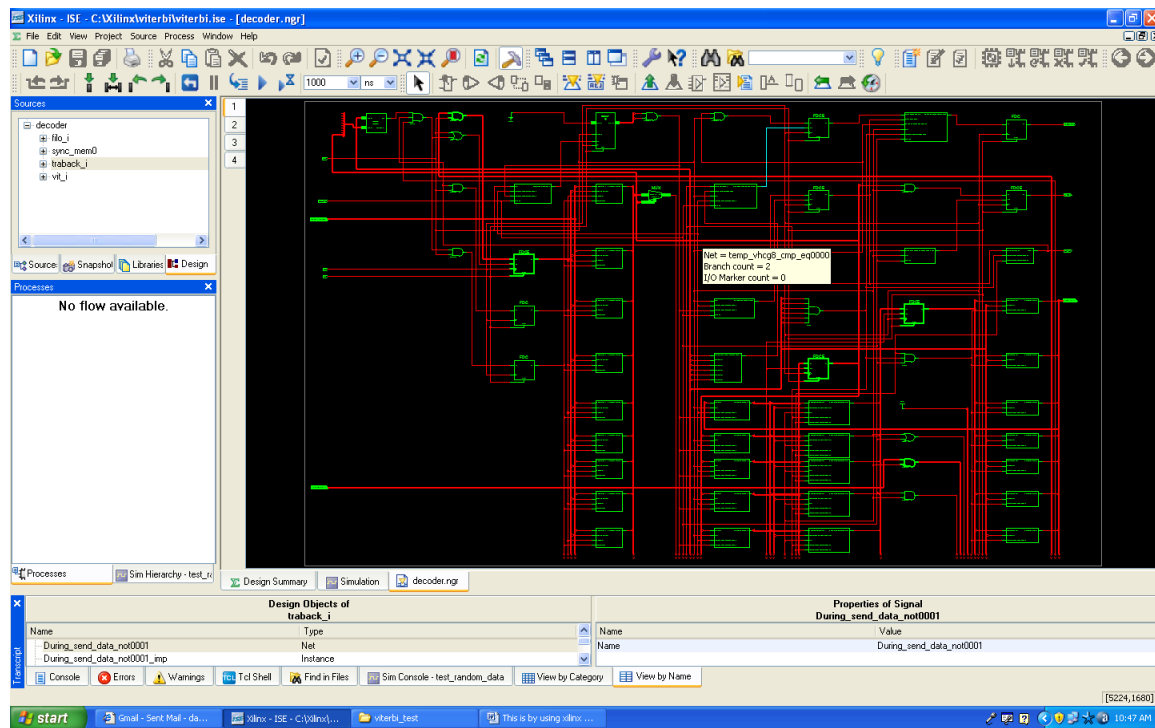 Xilinx - ISE - C:\Xilinx\viterbi\viterbi.ise - [decoder.ngr]
File Edit View Project Source Process Window Help
1000 ns
Sources
decoder
filo_i
sync_mem0
traback_i
vit_i
Source Snapshot Libraries Design
Processes
No flow available.
Processes Sim Hierarchy - test_r
1
2
3
4
Net = temp_vhcg8_cmp_eq0000
Branch count = 2
I/O Marker count = 0
Design Summary Simulation decoder.ngr
Transcript
Design Objects of
traback_i
Name Type
During_send_data_not0001 Net
During_send_data_not0001_imp Instance
Properties of Signal
During_send_data_not0001
Name Value
Name During_send_data_not0001
Console Errors Warnings Tcl Shell Find in Files Sim Console - test_random_data View by Category View by Name
[5224,1680]
start Gmail - Sent Mail - da... Xilinx - ISE - C:\Xilinx\... viterbi_test This is by using xilinx ... 10:47 AM